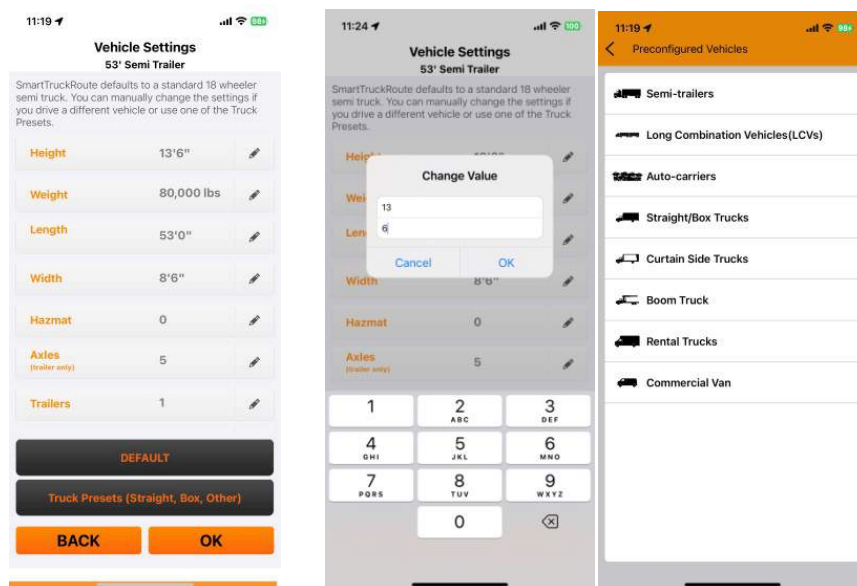 11:19
Vehicle Settings
53' Semi Trailer
SmartTruckRoute defaults to a standard 18 wheeler
semi truck. You can manually change the settings if
you drive a different vehicle or use one of the Truck
Presets.
Height 13'6"
Weight 80,000 lbs
Length 53'0"
Width 8'6"
Hazmat 0
Axles 5
(trailer only)
Trailers 1
DEFAULT
Truck Presets (Straight, Box, Other)
BACK OK
11:24 100
Vehicle Settings
53' Semi Trailer
SmartTruckRoute defaults to a standard 18 wheeler
semi truck. You can manually change the settings if
you drive a different vehicle or use one of the Truck
Presets.
Change Value
13
6
Cancel OK
Width 8'6"
Hazmat 0
Axles 5
(trailer only)
1 2 3
ABC DEF
4 5 6
GHI JKL MNO
7 8 9
PQRS TUV WXYZ
0
11:19
Preconfigured Vehicles
Semi-trailers
Long Combination Vehicles(LCVs)
Auto-carriers
Straight/Box Trucks
Curtain Side Trucks
Boom Truck
Rental Trucks
Commercial Van